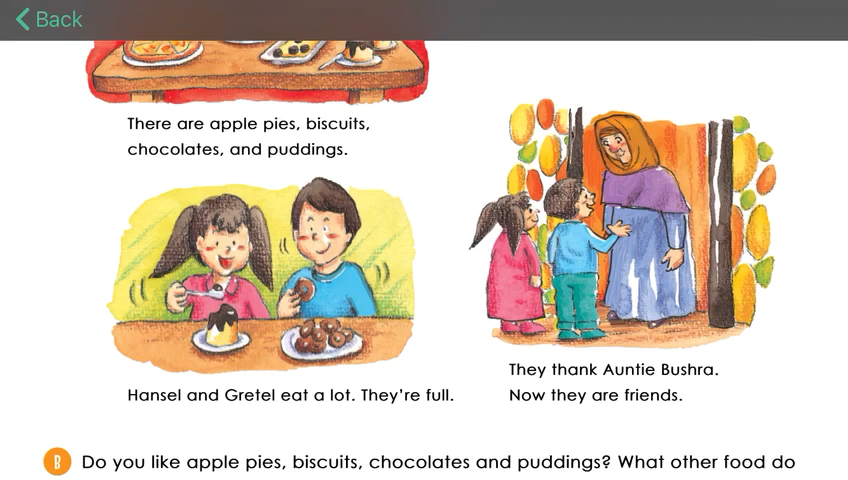 Back
There are apple pies, biscuits,
chocolates, and puddings.
Hansel and Gretel eat a lot. They’re full.
They thank Auntie Bushra.
Now they are friends.
B Do you like apple pies, biscuits, chocolates and puddings? What other food do